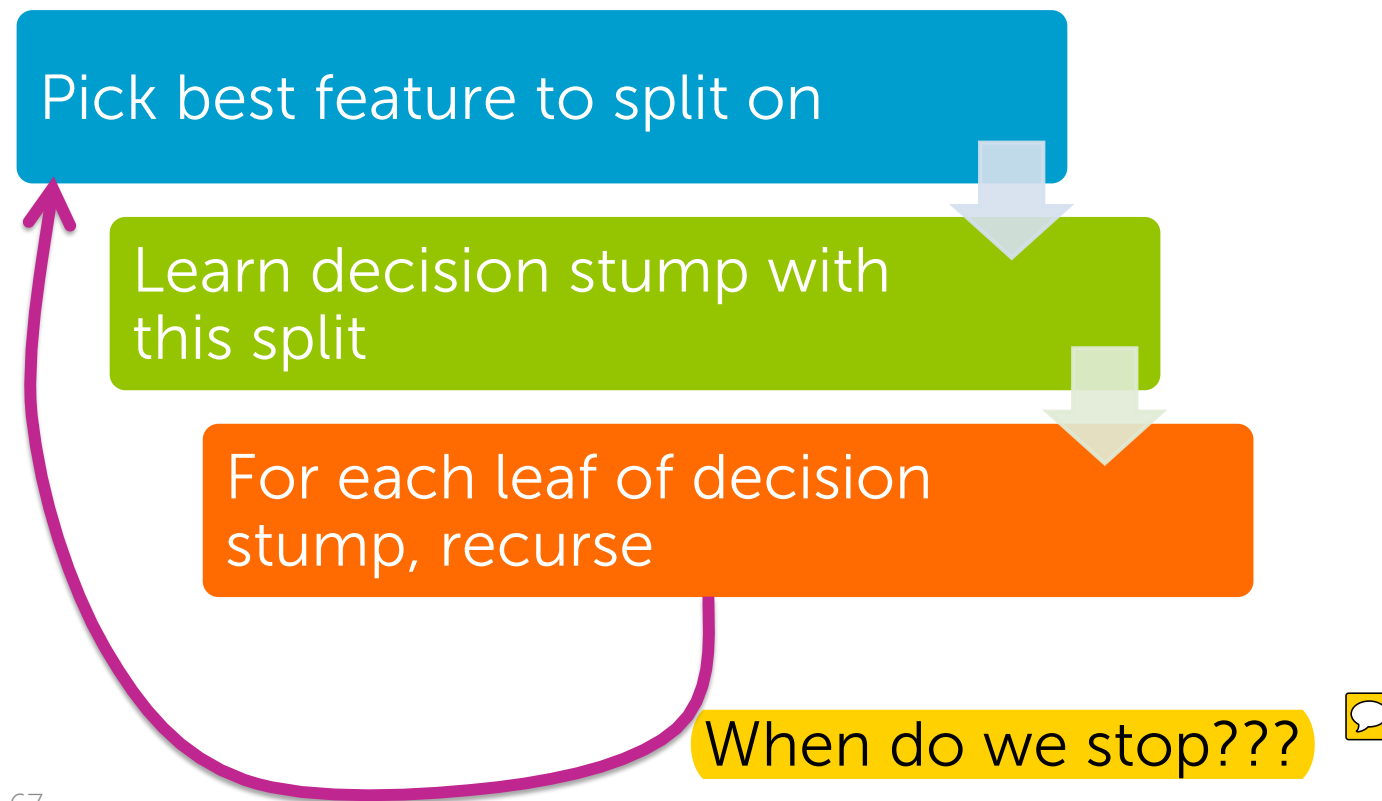 Pick best feature to split on
Learn decision stump with
this split
For each leaf of decision
stump, recurse
When do we stop???
67